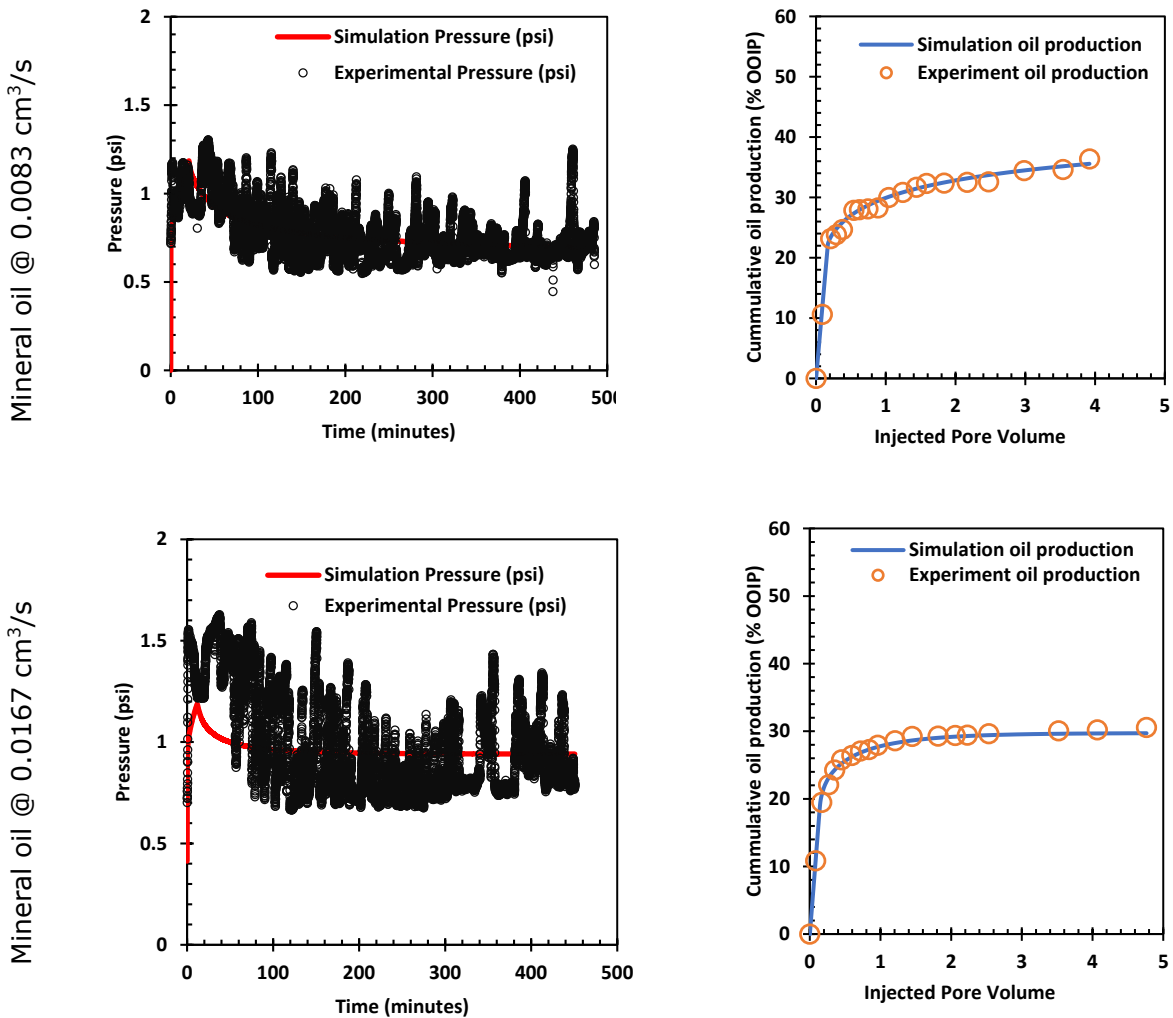 Mineral oil @ 0.0083 cm³/s
2
1.5
1
0.5
0
Pressure (psi)
Simulation Pressure (psi)
Experimental Pressure (psi)
0 100 200 300 400 500
Time (minutes)
60
50
40
30
20
10
0
Cummulative oil production (% OOIP)
Simulation oil production
Experiment oil production
0 1 2 3 4 5
Injected Pore Volume
Mineral oil @ 0.0167 cm³/s
2
1.5
1
0.5
0
Pressure (psi)
Simulation Pressure (psi)
Experimental Pressure (psi)
0 100 200 300 400 500
Time (minutes)
60
50
40
30
20
10
0
Cummulative oil production (% OOIP)
Simulation oil production
Experiment oil production
0 1 2 3 4 5
Injected Pore Volume